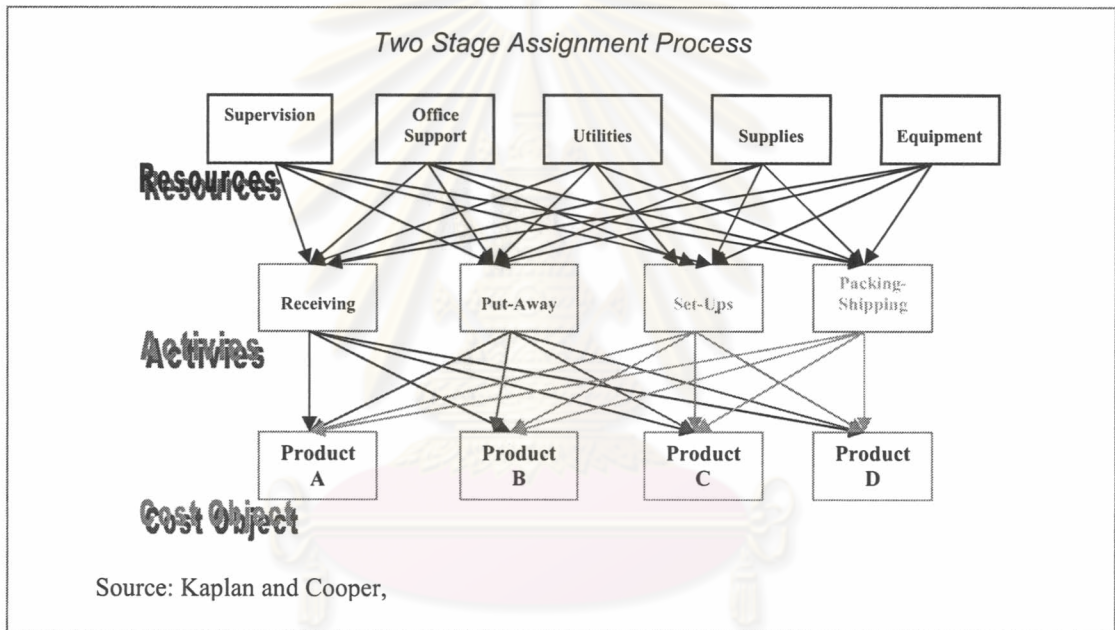 Two Stage Assignment Process
Supervision
Office
Support
Utilities
Supplies
Equipment
Resources
Receiving
Put-Away
Set-Ups
Packing-
Shipping
Activies
Product
A
Product
B
Product
C
Product
D
Cost Object
Source: Kaplan and Cooper,